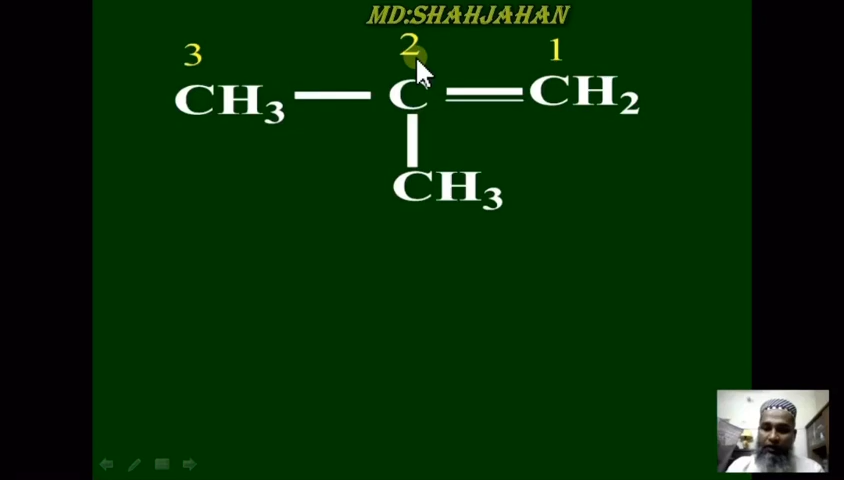 MD:SHAHJAHAN
3 2 1
CH₃ — C = CH₂
CH₃